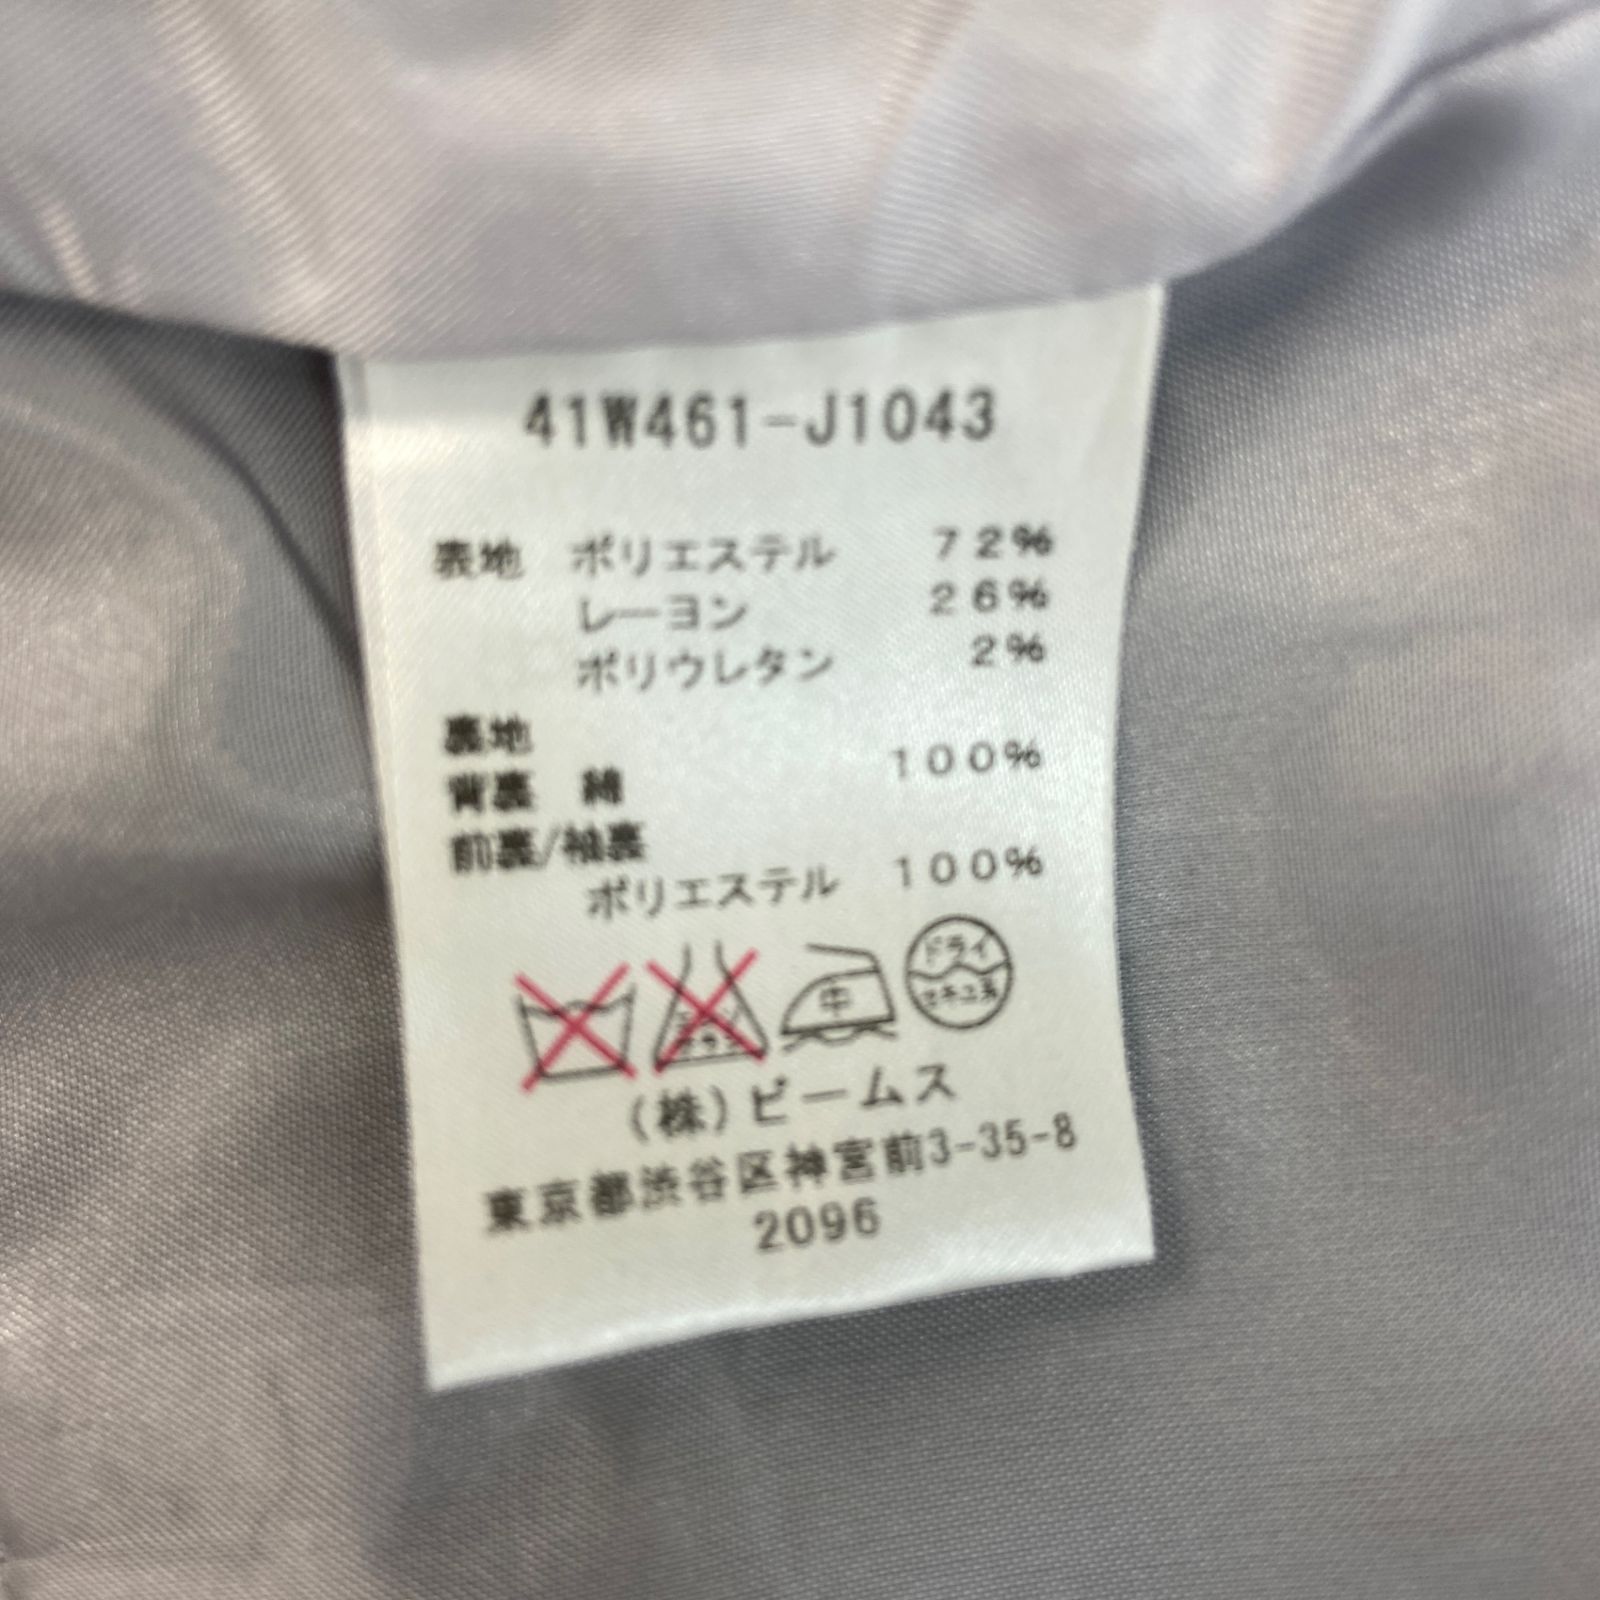 41W461-J1043
表地 ポリエステル 72%
レーヨン 26%
ポリウレタン 2%
裏地
背裏 綿 100%
前裏/袖裏
ポリエステル 100%
中
ドライ
セキユ系
(株)ビームス
東京都渋谷区神宮前3-35-8
2096